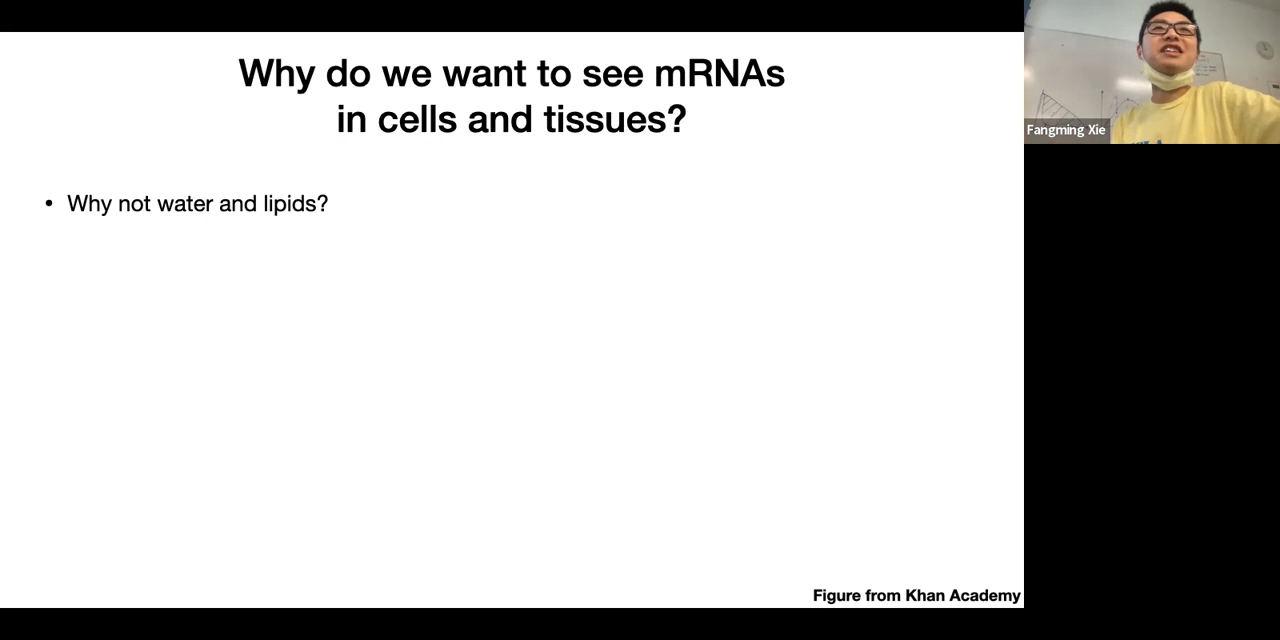 Why do we want to see mRNAs
in cells and tissues?
• Why not water and lipids?
Figure from Khan Academy
Fangming Xie